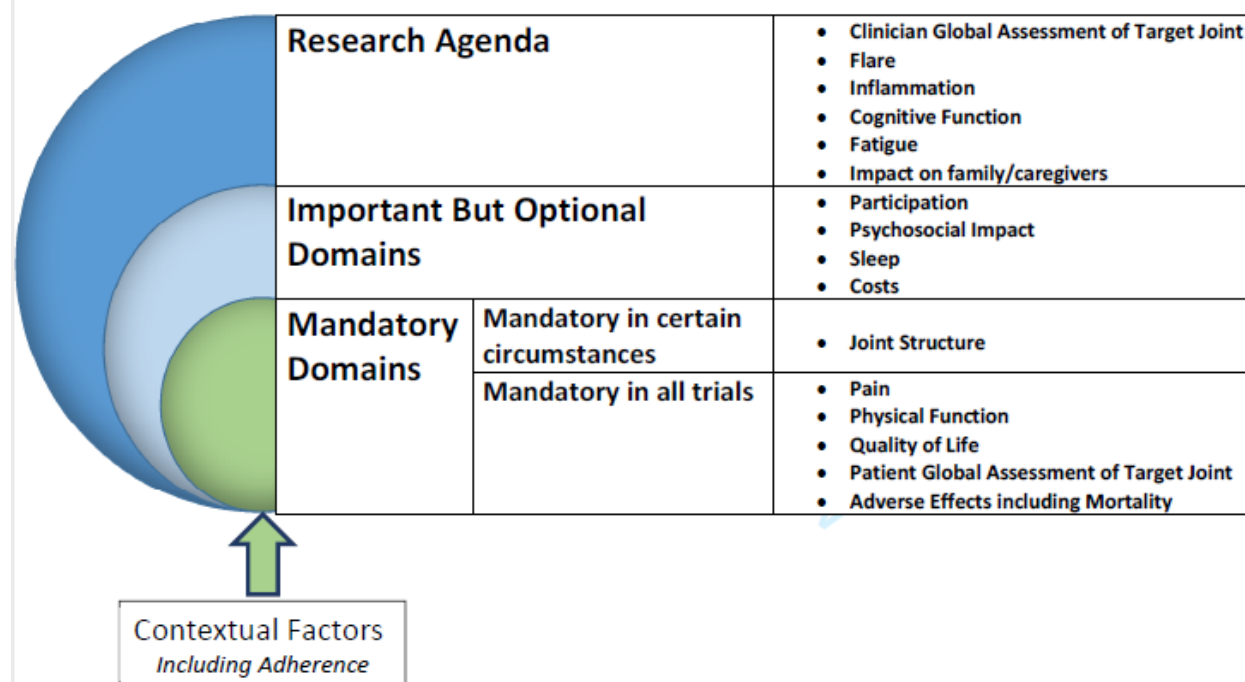 Research Agenda
• Clinician Global Assessment of Target Joint
• Flare
• Inflammation
• Cognitive Function
• Fatigue
• Impact on family/caregivers
Important But Optional
Domains
• Participation
• Psychosocial Impact
• Sleep
• Costs
Mandatory
Domains
Mandatory in certain
circumstances
• Joint Structure
Mandatory in all trials
• Pain
• Physical Function
• Quality of Life
• Patient Global Assessment of Target Joint
• Adverse Effects including Mortality
Contextual Factors
Including Adherence